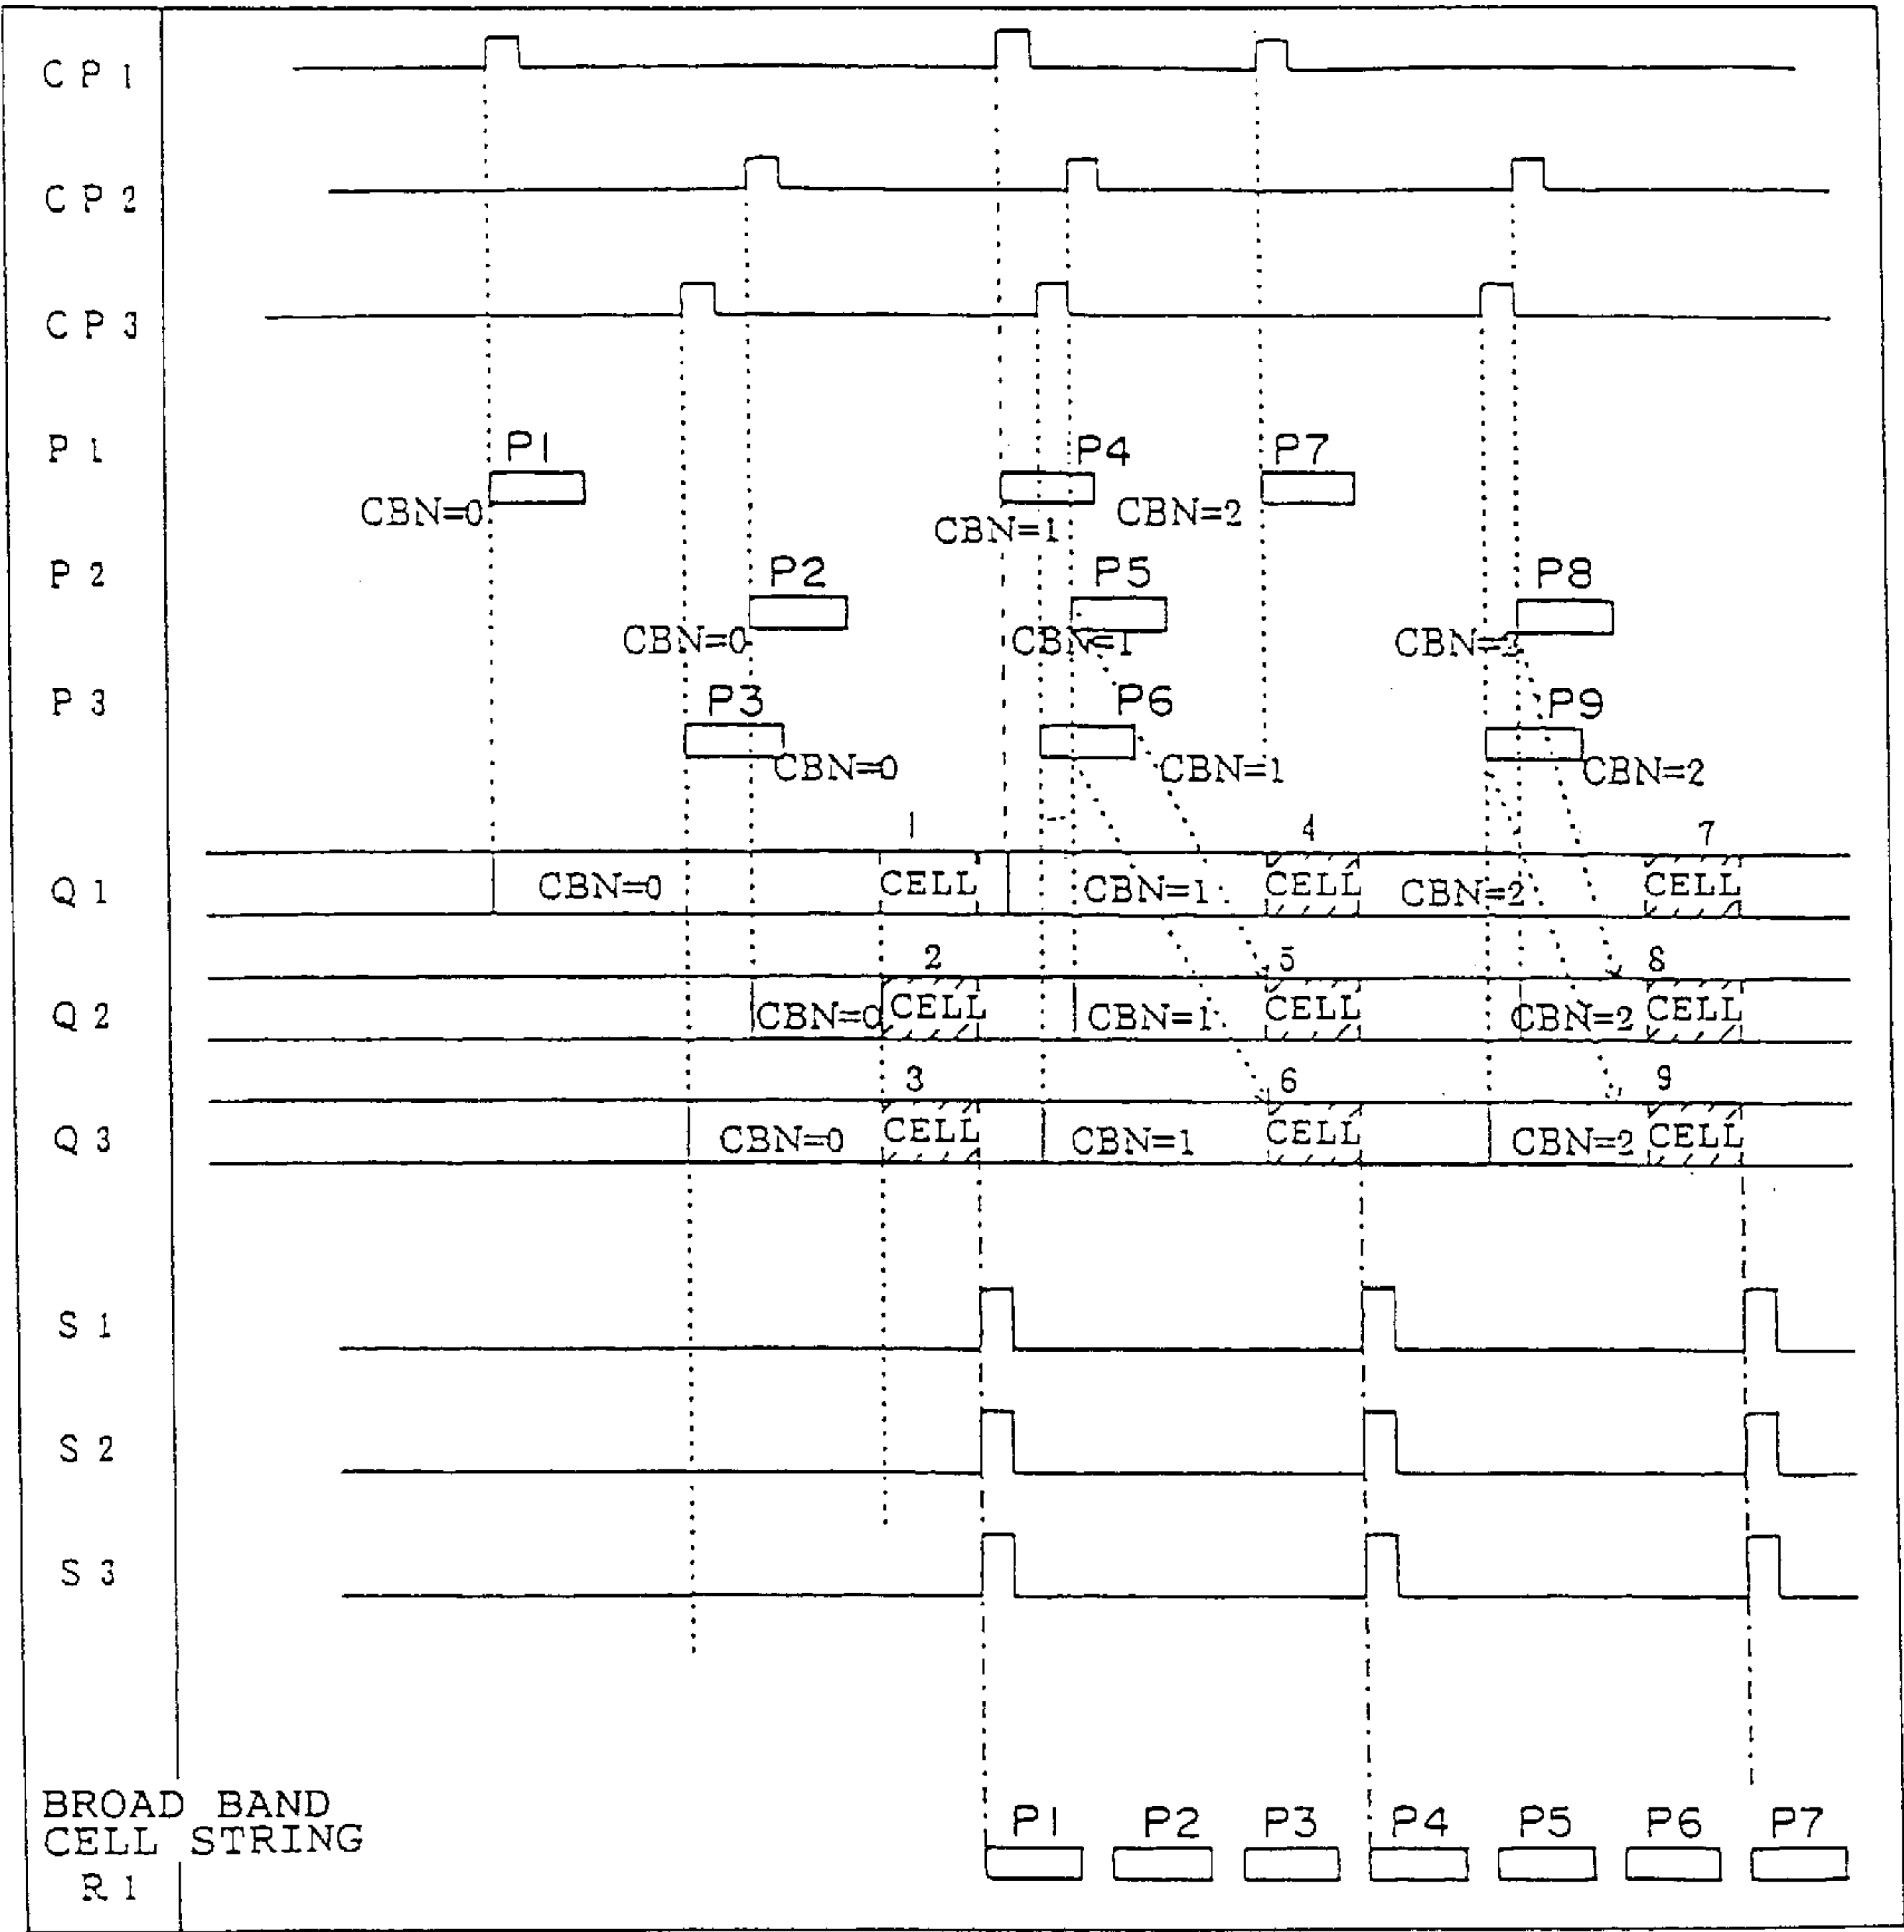 CP1
CP2
CP3
P1 P1 P4 P7
CBN=0 CBN=1 CBN=2
P2 P2 P5 P8
CBN=0 CBN=1 CBN=2
P3 P3 P6 P9
CBN=0 CBN=1 CBN=2
1 4 7
Q1 CBN=0 CELL CBN=1 CELL CBN=2 CELL
2 5 8
Q2 CBN=0 CELL CBN=1 CELL CBN=2 CELL
3 6 9
Q3 CBN=0 CELL CBN=1 CELL CBN=2 CELL
S1
S2
S3
BROAD BAND
CELL STRING
R1
P1 P2 P3 P4 P5 P6 P7